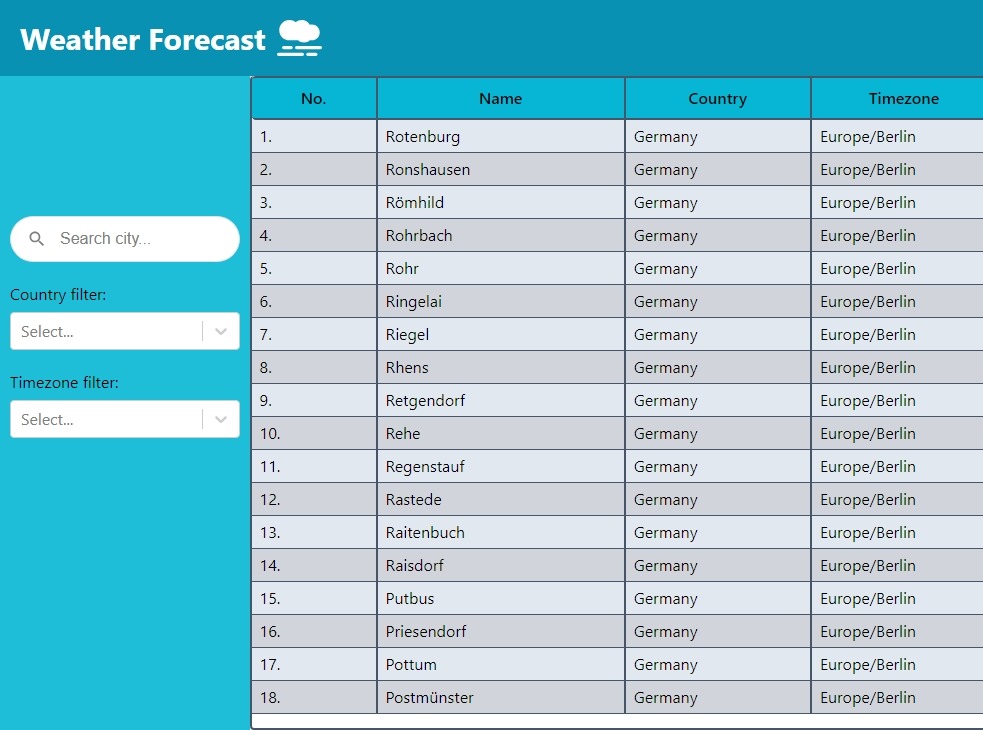 Weather Forecast
No. Name Country Timezone
1. Rotenburg Germany Europe/Berlin
2. Ronshausen Germany Europe/Berlin
3. Römhild Germany Europe/Berlin
Search city...
4. Rohrbach Germany Europe/Berlin
5. Rohr Germany Europe/Berlin
Country filter:
6. Ringelai Germany Europe/Berlin
Select...
7. Riegel Germany Europe/Berlin
8. Rhens Germany Europe/Berlin
Timezone filter:
9. Retgendorf Germany Europe/Berlin
Select...
10. Rehe Germany Europe/Berlin
11. Regenstauf Germany Europe/Berlin
12. Rastede Germany Europe/Berlin
13. Raitenbuch Germany Europe/Berlin
14. Raisdorf Germany Europe/Berlin
15. Putbus Germany Europe/Berlin
16. Priesendorf Germany Europe/Berlin
17. Pottum Germany Europe/Berlin
18. Postmünster Germany Europe/Berlin